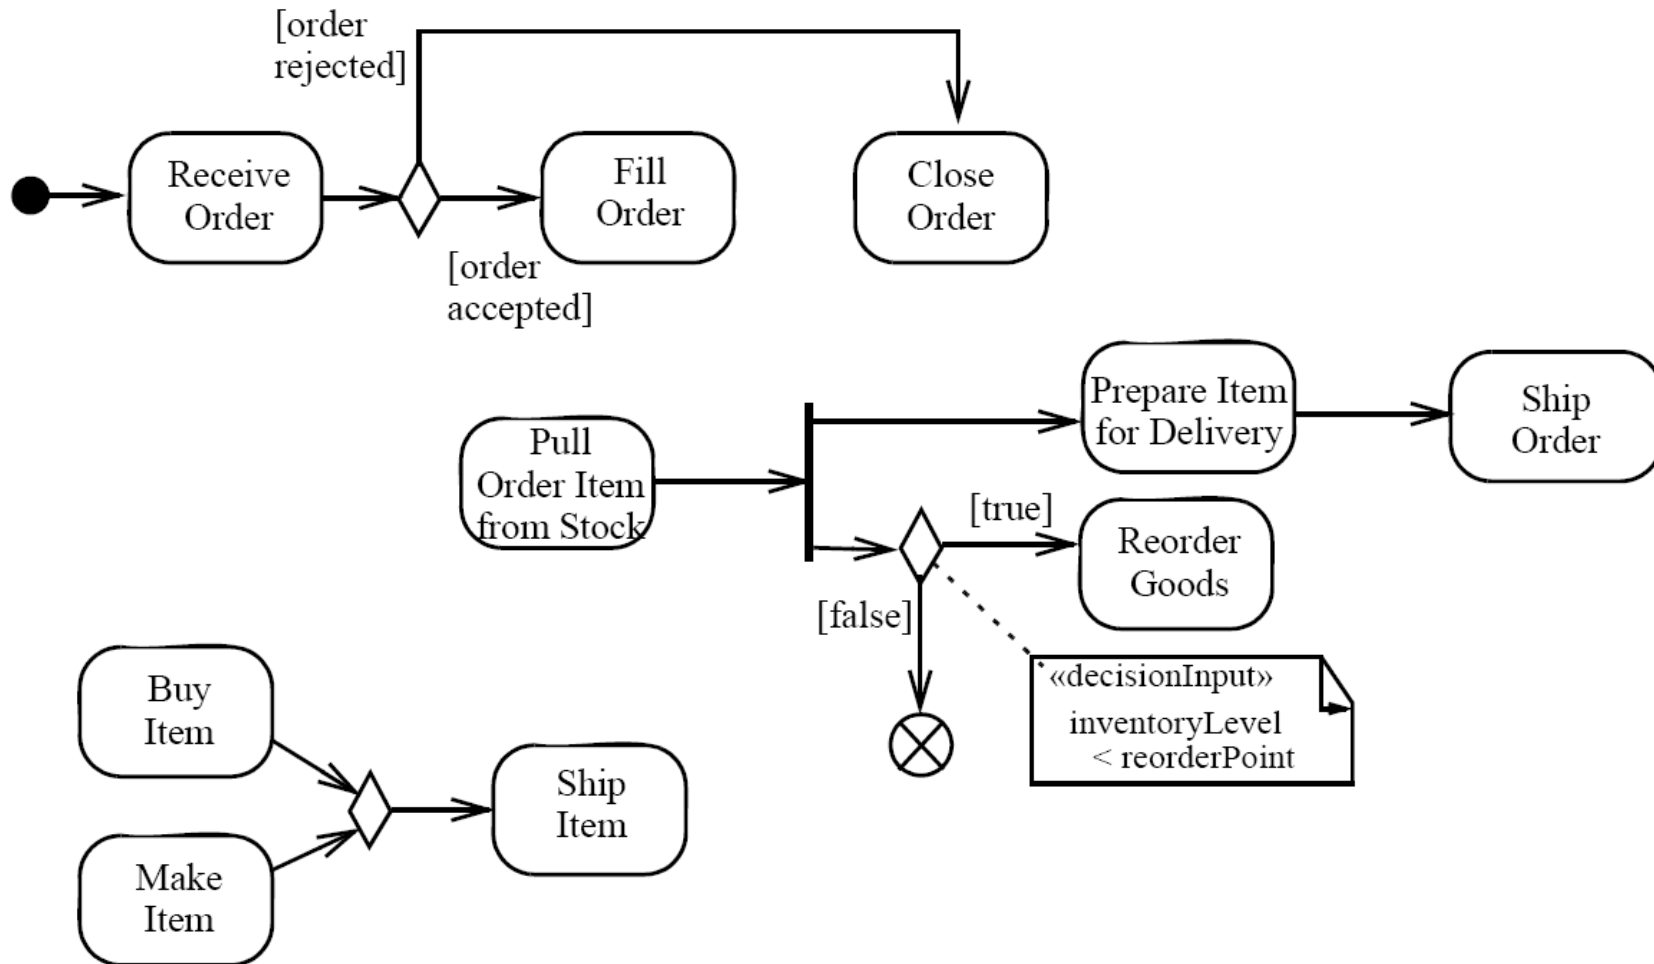 [order
rejected]
Receive
Order
Fill
Order
Close
Order
[order
accepted]
Pull
Order Item
from Stock
Prepare Item
for Delivery
Ship
Order
[true]
Reorder
Goods
[false]
«decisionInput»
inventoryLevel
< reorderPoint
Buy
Item
Make
Item
Ship
Item